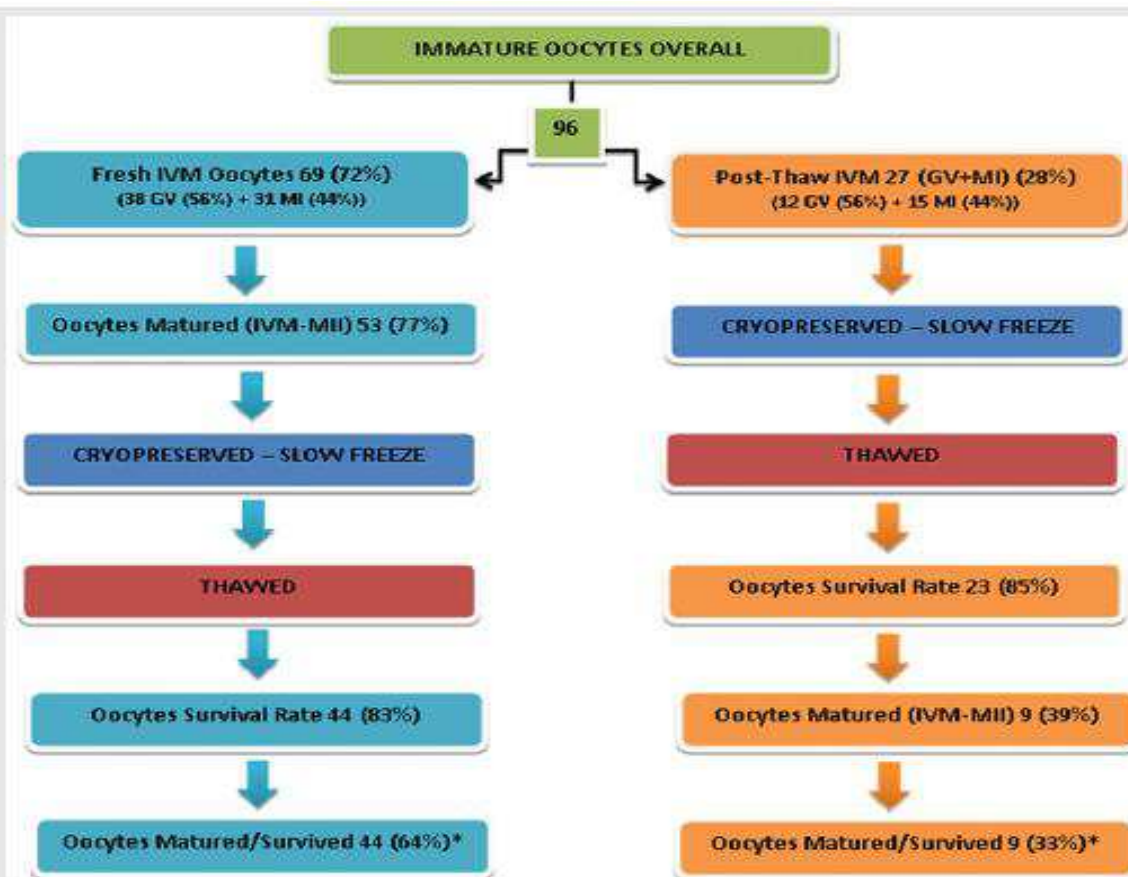 IMMATURE OOCYTES OVERALL
96
Fresh IVM Oocytes 69 (72%)
(38 GV (56%) + 31 MI (44%))
Oocytes Matured (IVM-MII) 53 (77%)
CRYOPRESERVED – SLOW FREEZE
THAWED
Oocytes Survival Rate 44 (83%)
Oocytes Matured/Survived 44 (64%)*
Post-Thaw IVM 27 (GV+MI) (28%)
(12 GV (56%) + 15 MI (44%))
CRYOPRESERVED – SLOW FREEZE
THAWED
Oocytes Survival Rate 23 (85%)
Oocytes Matured (IVM-MII) 9 (39%)
Oocytes Matured/Survived 9 (33%)*